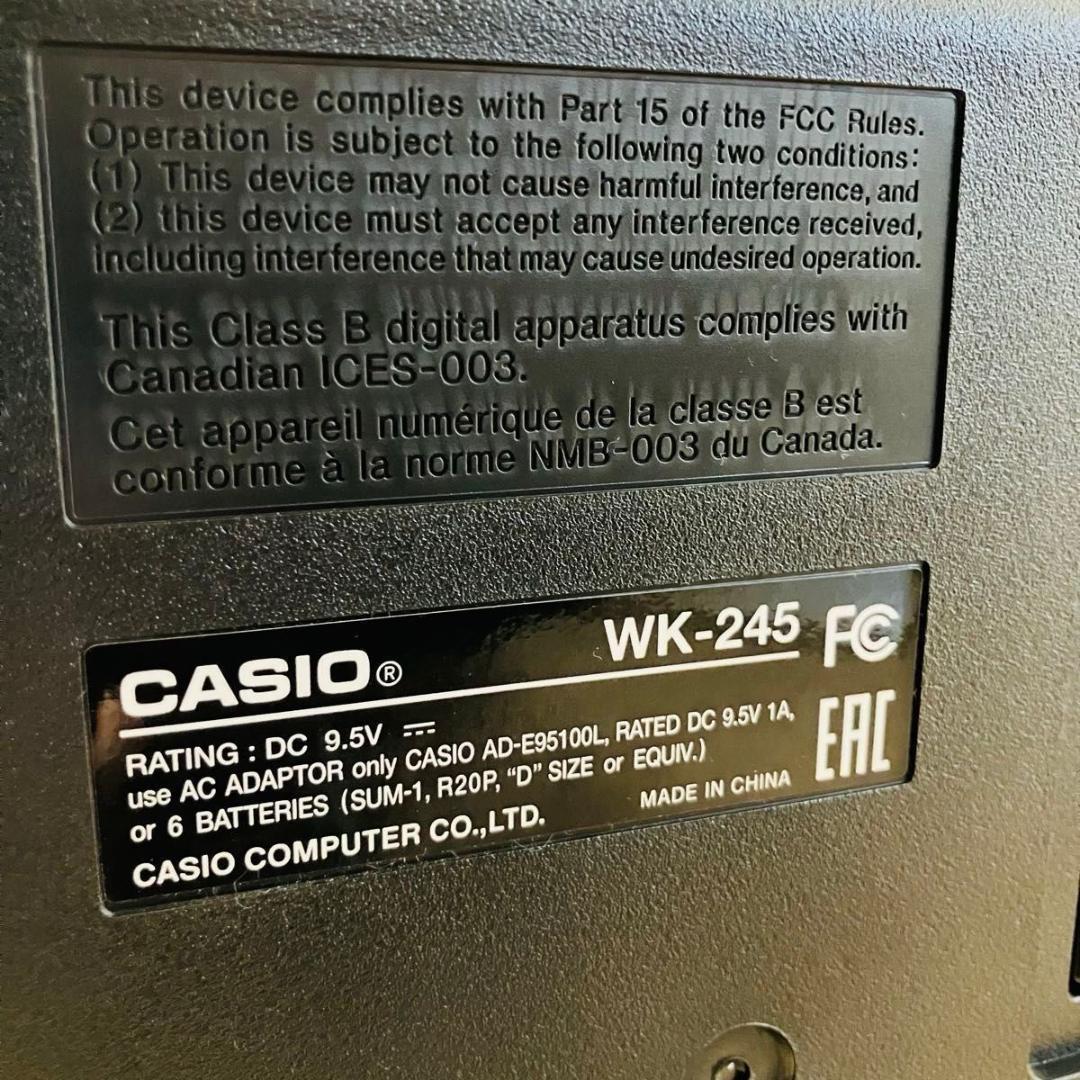 This device complies with Part 15 of the FCC Rules.
Operation is subject to the following two conditions:
(1) This device may not cause harmful interference, and
(2) this device must accept any interference received,
including interference that may cause undesired operation.
This Class B digital apparatus complies with
Canadian ICES-003.
Cet appareil numérique de la classe B est
conforme à la norme NMB-003 du Canada.
CASIO® WK-245 FC
RATING : DC 9.5V ⎓
use AC ADAPTOR only CASIO AD-E95100L, RATED DC 9.5V 1A,
or 6 BATTERIES (SUM-1, R20P, “D” SIZE or EQUIV.)
EAC
CASIO COMPUTER CO.,LTD. MADE IN CHINA